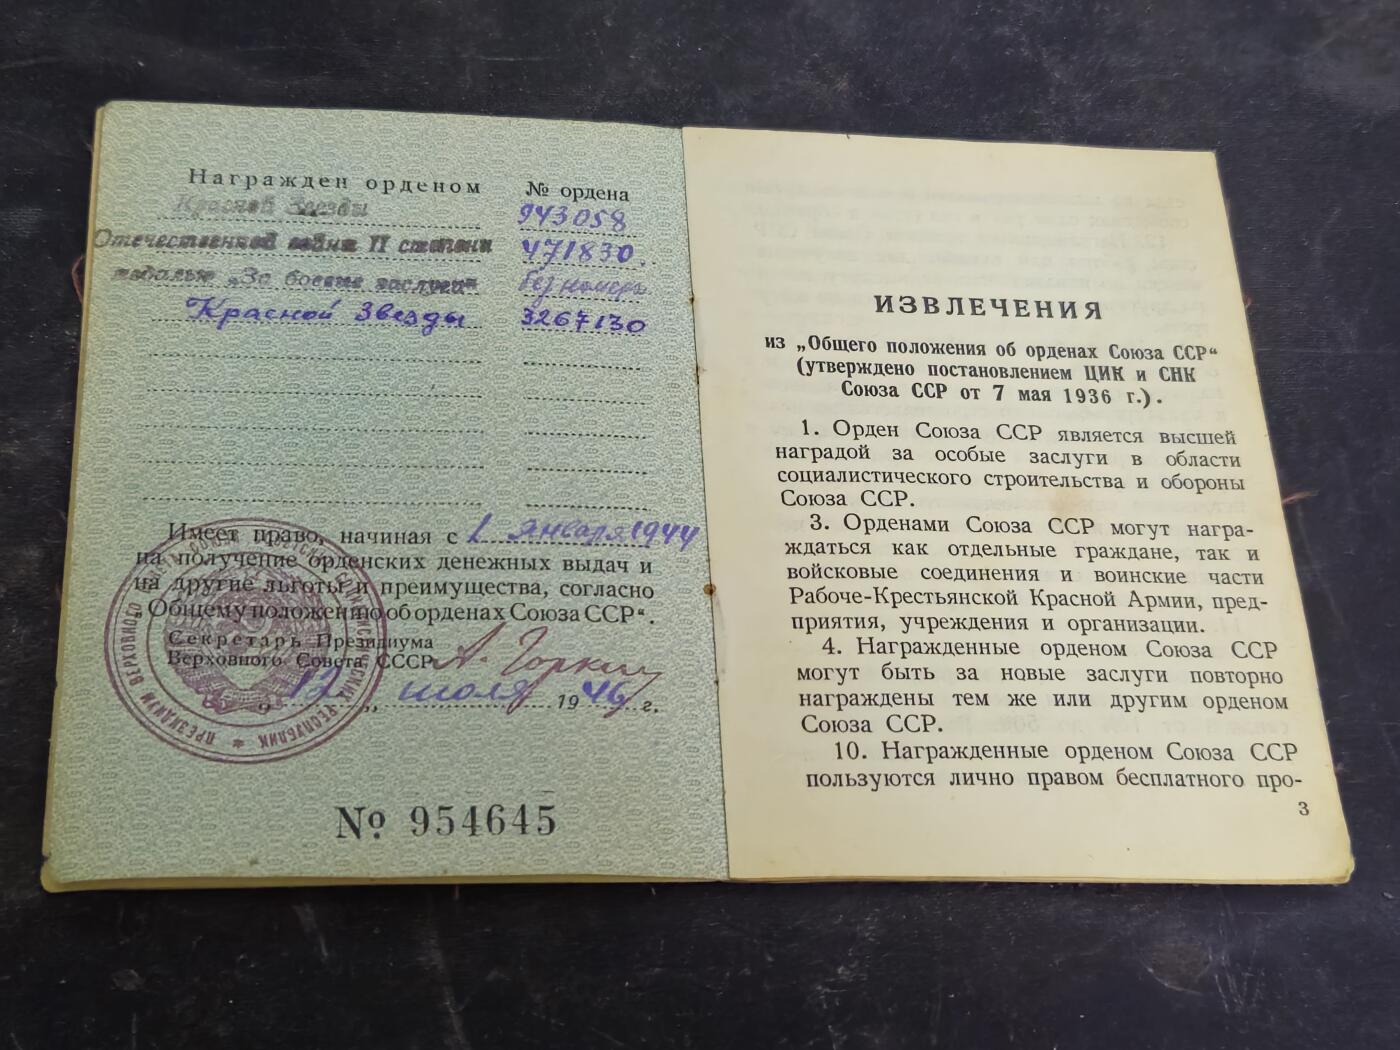 Награжден орденом № ордена
Красной Звезды 943058
Отечественной войны II степени 471830.
медалью „За боевые заслуги“ без номера
Красной Звезды 3267130
Имеет право, начиная с 1 января 1944
на получение орденских денежных выдач и
на другие льготы и преимущества, согласно
„Общему положению об орденах Союза ССР“.
Секретарь Президиума
Верховного Совета СССР А. Горкин
„12„ июля 1946 г.
ПРЕЗИДИУМ ВЕРХОВНОГО СОВЕТА РЕСПУБЛИК
№ 954645
ИЗВЛЕЧЕНИЯ
из „Общего положения об орденах Союза ССР“
(утверждено постановлением ЦИК и СНК
Союза ССР от 7 мая 1936 г.).
1. Орден Союза ССР является высшей
наградой за особые заслуги в области
социалистического строительства и обороны
Союза ССР.
3. Орденами Союза ССР могут награ-
ждаться как отдельные граждане, так и
войсковые соединения и воинские части
Рабоче-Крестьянской Красной Армии, пред-
приятия, учреждения и организации.
4. Награжденные орденом Союза ССР
могут быть за новые заслуги повторно
награждены тем же или другим орденом
Союза ССР.
10. Награжденные орденом Союза ССР
пользуются лично правом бесплатного про-
3